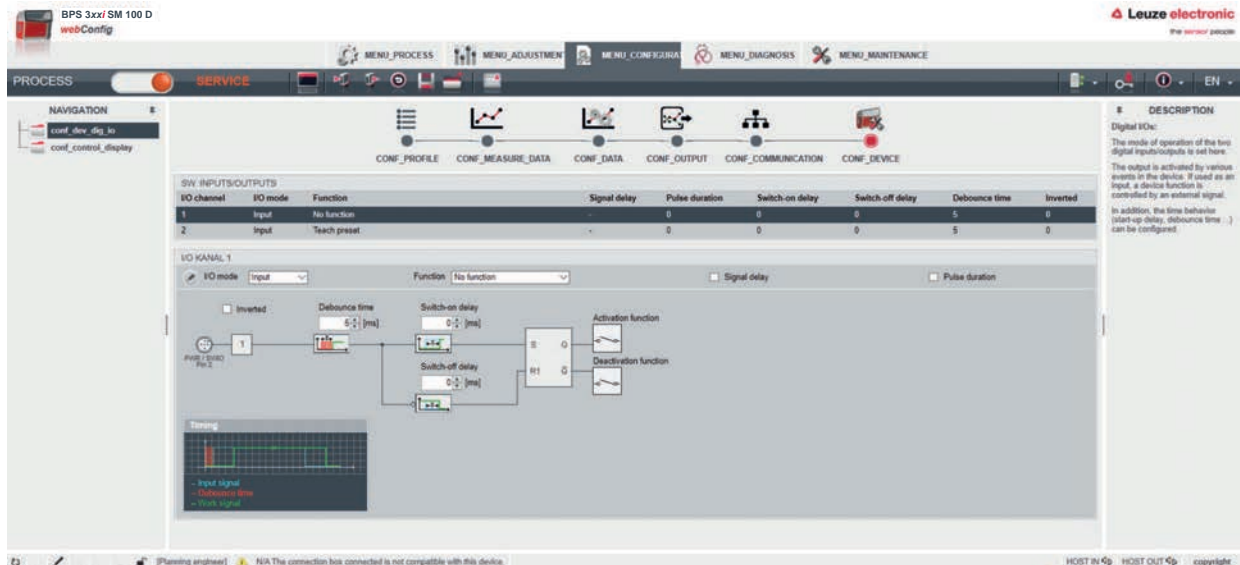 BPS 3xxi SM 100 D
webConfig
Leuze electronic
the sensor people
MENU_PROCESS
MENU_ADJUSTMEN
MENU_CONFIGURAT
MENU_DIAGNOSIS
MENU_MAINTENANCE
PROCESS
SERVICE
EN
NAVIGATION
conf_dev_dig_io
conf_control_display
CONF_PROFILE
CONF_MEASURE_DATA
CONF_DATA
CONF_OUTPUT
CONF_COMMUNICATION
CONF_DEVICE
SW. INPUTS/OUTPUTS
I/O channel I/O mode Function Signal delay Pulse duration Switch-on delay Switch-off delay Debounce time Inverted
1 Input No function - 0 0 0 5 0
2 Input Teach preset - 0 0 0 5 0
I/O KANAL 1
I/O mode Input
Function No function
Signal delay
Pulse duration
Inverted
Debounce time
5 [ms]
Switch-on delay
0 [ms]
Activation function
1
PWR / SWIO
Pin 2
S Q
Switch-off delay
0 [ms]
R1 Q̅
Deactivation function
Timing
- Input signal
- Debounce time
- Work signal
DESCRIPTION
Digital I/Os:
The mode of operation of the two
digital inputs/outputs is set here.
The output is activated by various
events in the device. If used as an
input, a device function is
controlled by an external signal.
In addition, the time behavior
(start-up delay, debounce time ...)
can be configured.
[Planning engineer]
N/A The connection box connected is not compatible with this device.
HOST IN
HOST OUT
copyright